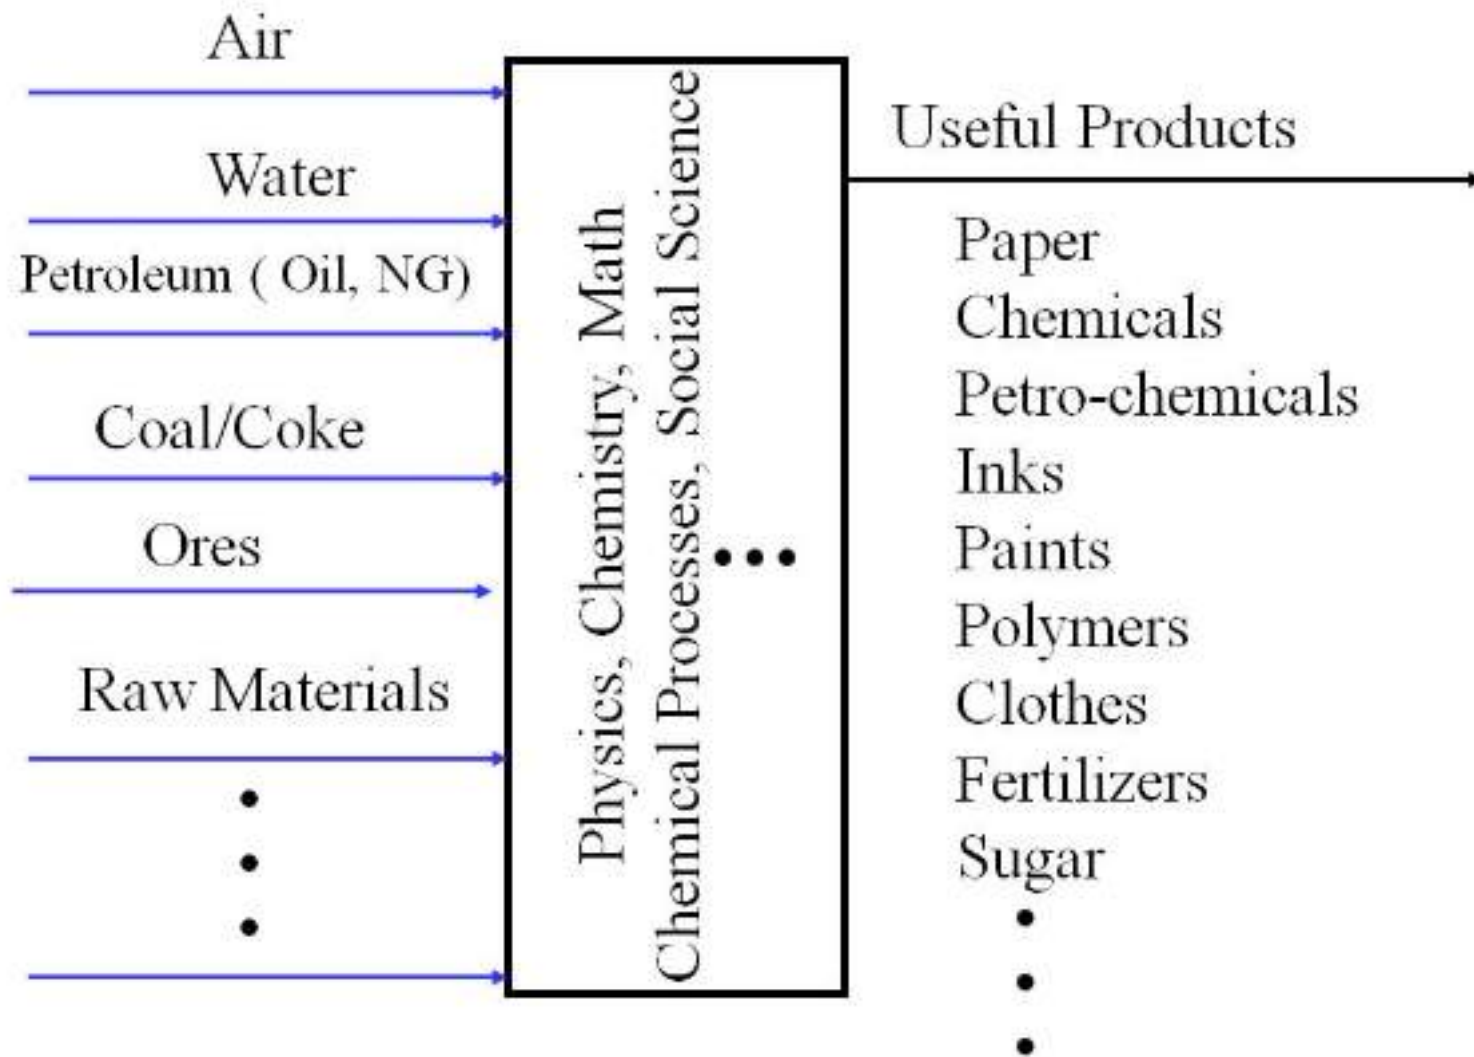 Air
Water
Petroleum ( Oil, NG)
Coal/Coke
Ores
Raw Materials
Physics, Chemistry, Math
Chemical Processes, Social Science
Useful Products
Paper
Chemicals
Petro-chemicals
Inks
Paints
Polymers
Clothes
Fertilizers
Sugar